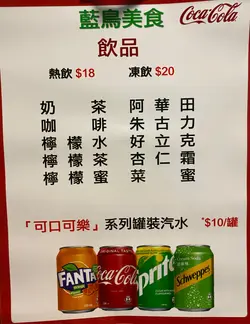 藍鳥美食
Coca-Cola
飲品
熱飲 $18 凍飲 $20
奶茶 阿華田
咖啡 朱古力
檸檬水 好立克
檸檬茶 杏仁霜
檸檬蜜 菜蜜
「可口可樂」系列罐裝汽水 *$10/罐
FANTA
Coca-Cola
Sprite
Schweppes